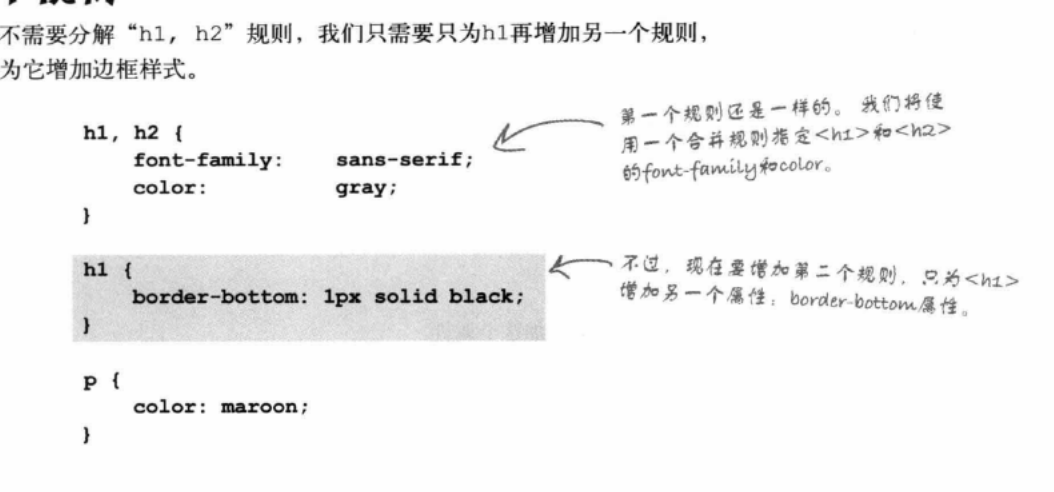 不需要分解“h1, h2”规则，我们只需要只为h1再增加另一个规则，
为它增加边框样式。
h1, h2 {
font-family: sans-serif;
color: gray;
}
第一个规则还是一样的。 我们将使
用一个合并规则指定<h1>和<h2>
的font-family和color。
h1 {
border-bottom: 1px solid black;
}
不过，现在要增加第二个规则，只为<h1>
增加另一个属性：border-bottom属性。
p {
color: maroon;
}